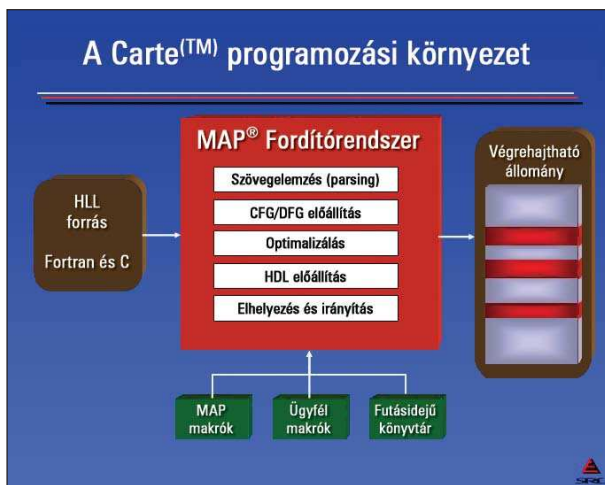 A Carte(TM) programozási környezet
MAP® Fordítórendszer
Szövegelemzés (parsing)
CFG/DFG előállítás
Optimalizálás
HDL előállítás
Elhelyezés és irányítás
HLL
forrás
Fortran és C
Végrehajtható
állomány
MAP
makrók
Ügyfél
makrók
Futásidejű
könyvtár
SRC